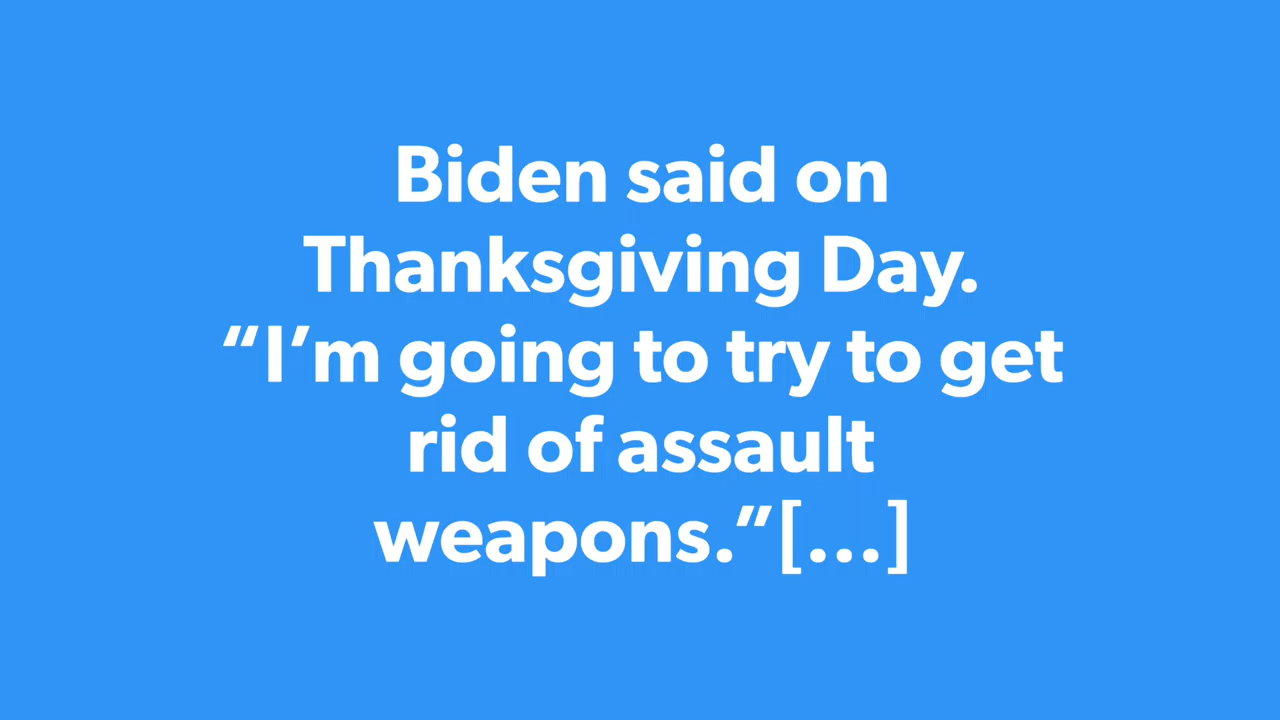 Biden said on
Thanksgiving Day.
“I’m going to try to get
rid of assault
weapons.”[...]